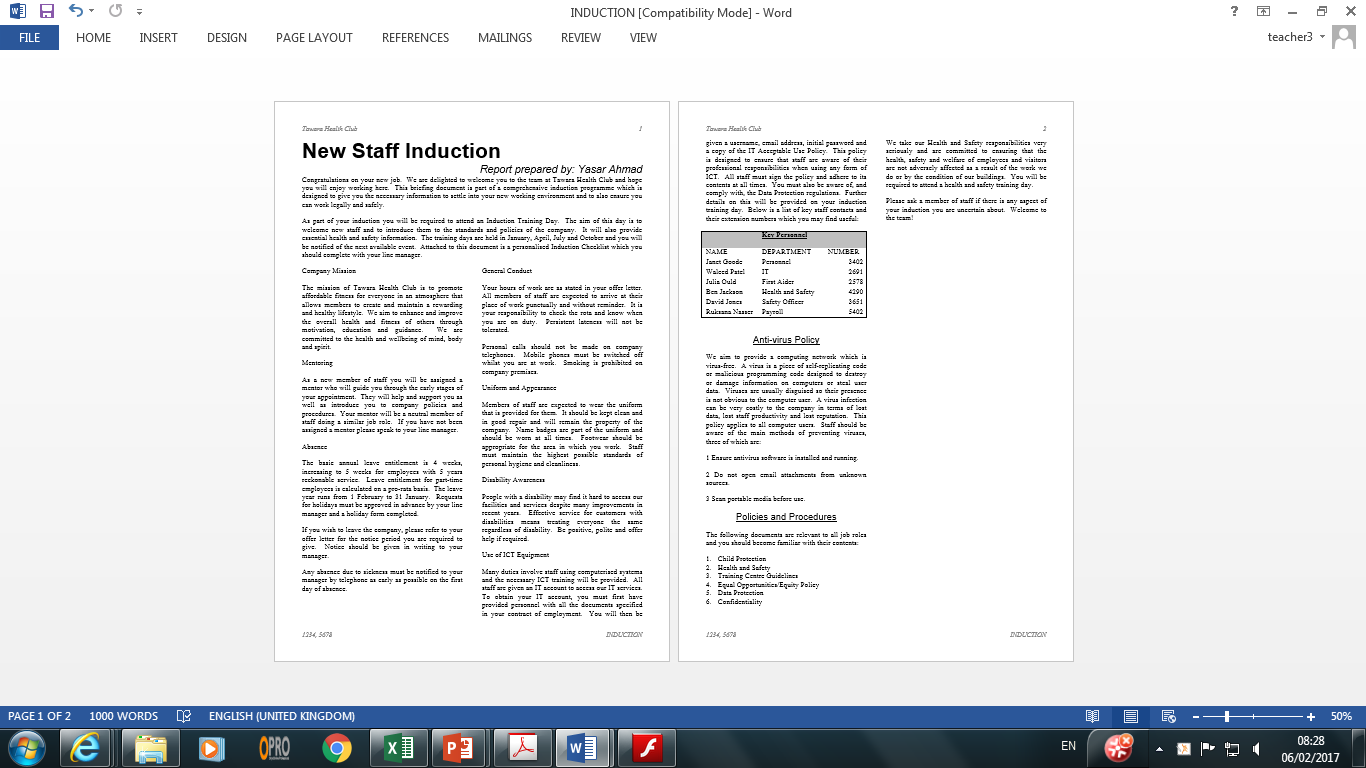 INDUCTION [Compatibility Mode] - Word
FILE HOME INSERT DESIGN PAGE LAYOUT REFERENCES MAILINGS REVIEW VIEW teacher3
Tawara Health Club 1
New Staff Induction
Report prepared by: Yasar Ahmad
Congratulations on your new job. We are delighted to welcome you to the team at Tawara Health Club and hope
you will enjoy working here. This briefing document is part of a comprehensive induction programme which is
designed to give you the necessary information to settle into your new working environment and to also ensure you
can work legally and safely.
As part of your induction you will be required to attend an Induction Training Day. The aim of this day is to
welcome new staff and to introduce them to the standards and policies of the company. It will also provide
essential health and safety information. The training days are held in January, April, July and October and you will
be notified of the next available event. Attached to this document is a personalised Induction Checklist which you
should complete with your line manager.
Company Mission
The mission of Tawara Health Club is to promote
affordable fitness for everyone in an atmosphere that
allows members to create and maintain a rewarding
and healthy lifestyle. We aim to enhance and improve
the overall health and fitness of others through
motivation, education and guidance. We are
committed to the health and wellbeing of mind, body
and spirit.
Mentoring
As a new member of staff you will be assigned a
mentor who will guide you through the early stages of
your appointment. They will help and support you as
well as introduce you to company policies and
procedures. Your mentor will be a neutral member of
staff doing a similar job role. If you have not been
assigned a mentor please speak to your line manager.
Absence
The basic annual leave entitlement is 4 weeks,
increasing to 5 weeks for employees with 5 years
reckonable service. Leave entitlement for part-time
employees is calculated on a pro-rata basis. The leave
year runs from 1 February to 31 January. Requests
for holidays must be approved in advance by your line
manager and a holiday form completed.
If you wish to leave the company, please refer to your
offer letter for the notice period you are required to
give. Notice should be given in writing to your
manager.
Any absence due to sickness must be notified to your
manager by telephone as early as possible on the first
day of absence.
General Conduct
Your hours of work are as stated in your offer letter.
All members of staff are expected to arrive at their
place of work punctually and without reminder. It is
your responsibility to check the rota and know when
you are on duty. Persistent lateness will not be
tolerated.
Personal calls should not be made on company
telephones. Mobile phones must be switched off
whilst you are at work. Smoking is prohibited on
company premises.
Uniform and Appearance
Members of staff are expected to wear the uniform
that is provided for them. It should be kept clean and
in good repair and will remain the property of the
company. Name badges are part of the uniform and
should be worn at all times. Footwear should be
appropriate for the area in which you work. Staff
must maintain the highest possible standards of
personal hygiene and cleanliness.
Disability Awareness
People with a disability may find it hard to access our
facilities and services despite many improvements in
recent years. Effective service for customers with
disabilities means treating everyone the same
regardless of disability. Be positive, polite and offer
help if required.
Use of ICT Equipment
Many duties involve staff using computerised systems
and the necessary ICT training will be provided. All
staff are given an IT account to access our IT services.
To obtain your IT account, you must first have
provided personnel with all the documents specified
in your contract of employment. You will then be
1234, 5678 INDUCTION
Tawara Health Club 2
given a username, email address, initial password and
a copy of the IT Acceptable Use Policy. This policy
is designed to ensure that staff are aware of their
professional responsibilities when using any form of
ICT. All staff must sign the policy and adhere to its
contents at all times. You must also be aware of, and
comply with, the Data Protection regulations. Further
details on this will be provided on your induction
training day. Below is a list of key staff contacts and
their extension numbers which you may find useful:
Key Personnel
NAME DEPARTMENT NUMBER
Janet Goode Personnel 3402
Waleed Patel IT 2691
Julia Ould First Aider 2578
Ben Jackson Health and Safety 4290
David Jones Safety Officer 3651
Ruksana Nasser Payroll 5402
Anti-virus Policy
We aim to provide a computing network which is
virus-free. A virus is a piece of self-replicating code
or malicious programming code designed to destroy
or damage information on computers or steal user
data. Viruses are usually disguised so their presence
is not obvious to the computer user. A virus infection
can be very costly to the company in terms of lost
data, lost staff productivity and lost reputation. This
policy applies to all computer users. Staff should be
aware of the main methods of preventing viruses,
three of which are:
1 Ensure antivirus software is installed and running.
2 Do not open email attachments from unknown
sources.
3 Scan portable media before use.
Policies and Procedures
The following documents are relevant to all job roles
and you should become familiar with their contents:
1. Child Protection
2. Health and Safety
3. Training Centre Guidelines
4. Equal Opportunities/Equity Policy
5. Data Protection
6. Confidentiality
We take our Health and Safety responsibilities very
seriously and are committed to ensuring that the
health, safety and welfare of employees and visitors
are not adversely affected as a result of the work we
do or by the condition of our buildings. You will be
required to attend a health and safety training day.
Please ask a member of staff if there is any aspect of
your induction you are uncertain about. Welcome to
the team!
1234, 5678 INDUCTION
PAGE 1 OF 2 1000 WORDS ENGLISH (UNITED KINGDOM) 50%
OPRO
EN
08:28
06/02/2017